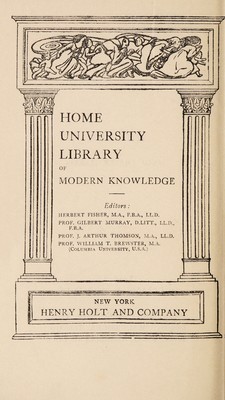 HOME
UNIVERSITY
LIBRARY
OF
MODERN KNOWLEDGE
Editors:
HERBERT FISHER, M.A., F.B.A., LL.D.
PROF. GILBERT MURRAY, D.LITT., LL.D.,
F.B.A.
PROF. J. ARTHUR THOMSON, M.A., LL.D.
PROF. WILLIAM T. BREWSTER, M.A.
(COLUMBIA UNIVERSITY, U.S.A.)
NEW YORK
HENRY HOLT AND COMPANY